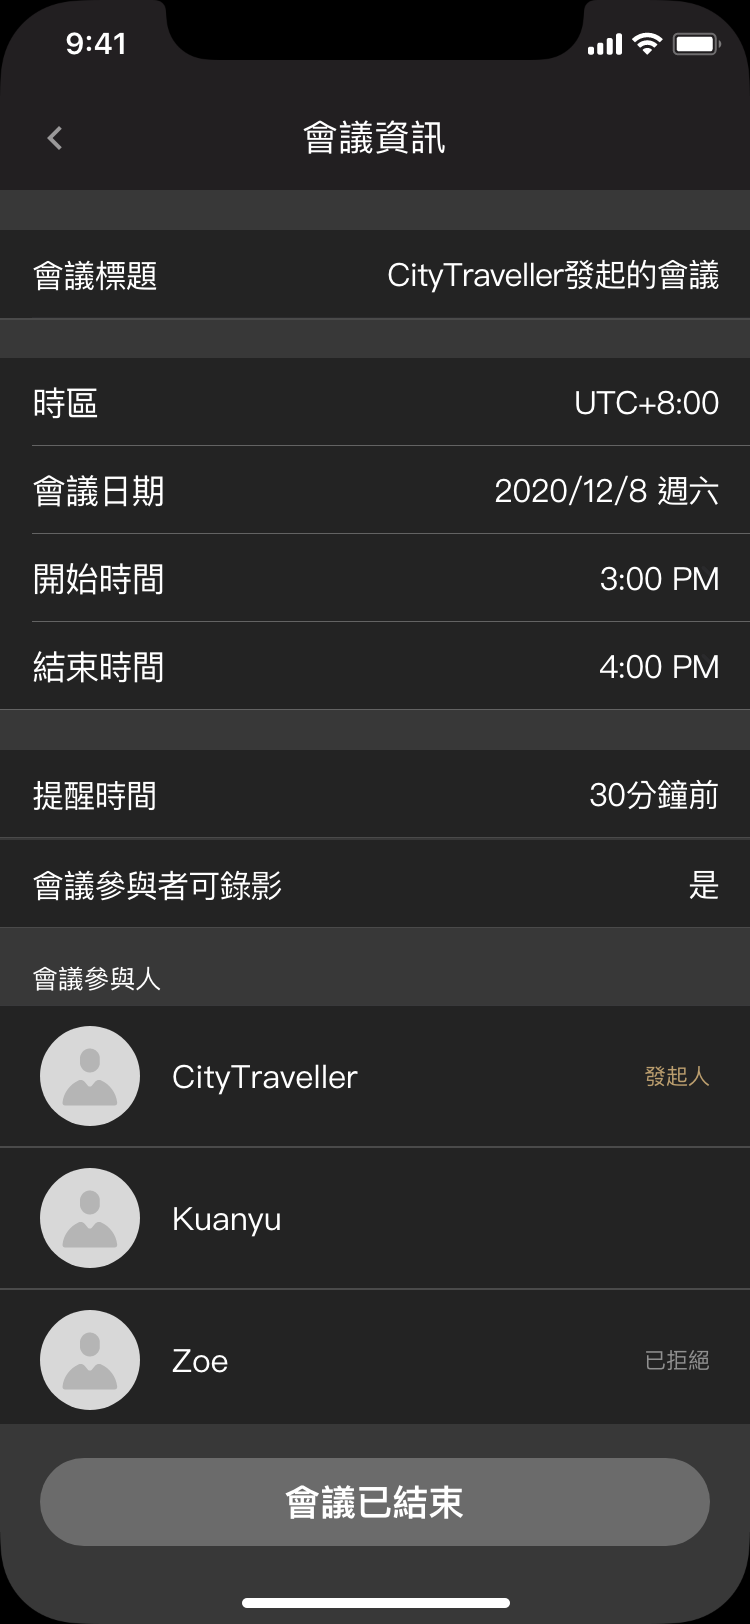 9:41
會議資訊
會議標題 CityTraveller發起的會議
時區 UTC+8:00
會議日期 2020/12/8 週六
開始時間 3:00 PM
結束時間 4:00 PM
提醒時間 30分鐘前
會議參與者可錄影 是
會議參與人
CityTraveller 發起人
Kuanyu
Zoe 已拒絕
會議已結束